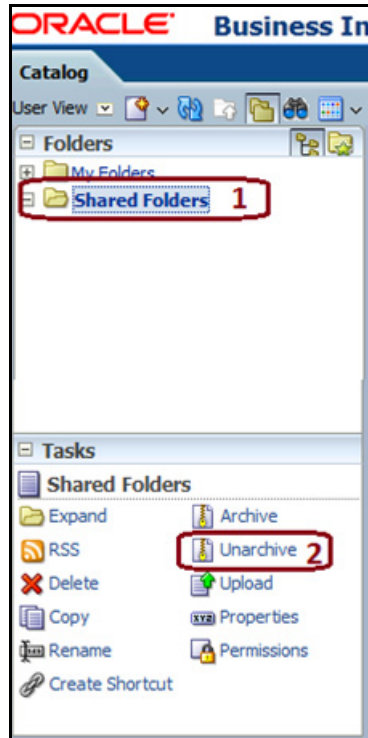 ORACLE Business In
Catalog
User View
Folders
My Folders
Shared Folders 1
Tasks
Shared Folders
Expand Archive
RSS Unarchive 2
Delete Upload
Copy xyz Properties
Rename Permissions
Create Shortcut